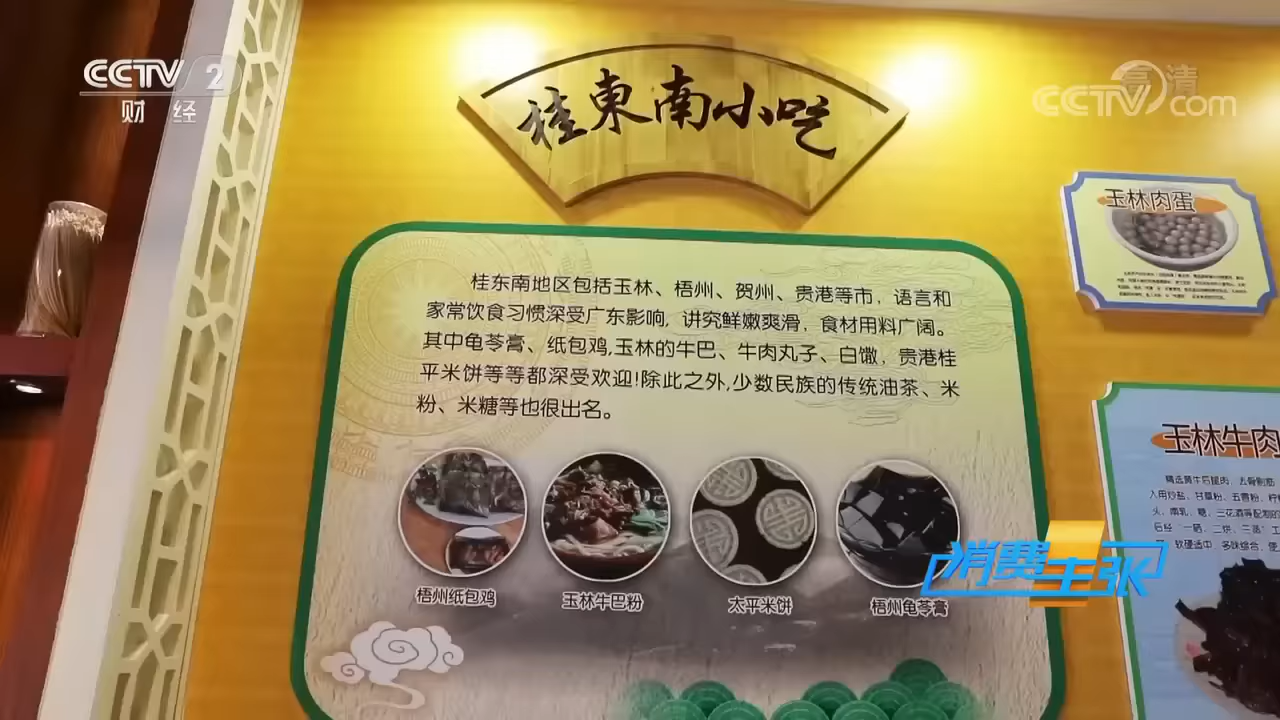 CCTV 2
财经
高清
CCTV.com
桂東南小吃
玉林肉蛋
桂东南地区包括玉林、梧州、贺州、贵港等市，语言和
家常饮食习惯深受广东影响, 讲究鲜嫩爽滑，食材用料广阔。
其中龟苓膏、纸包鸡,玉林的牛巴、牛肉丸子、白馓，贵港桂
平米饼等等都深受欢迎!除此之外,少数民族的传统油茶、米
粉、米糖等也很出名。
梧州纸包鸡
玉林牛巴粉
太平米饼
梧州龟苓膏
玉林牛肉
消费主张